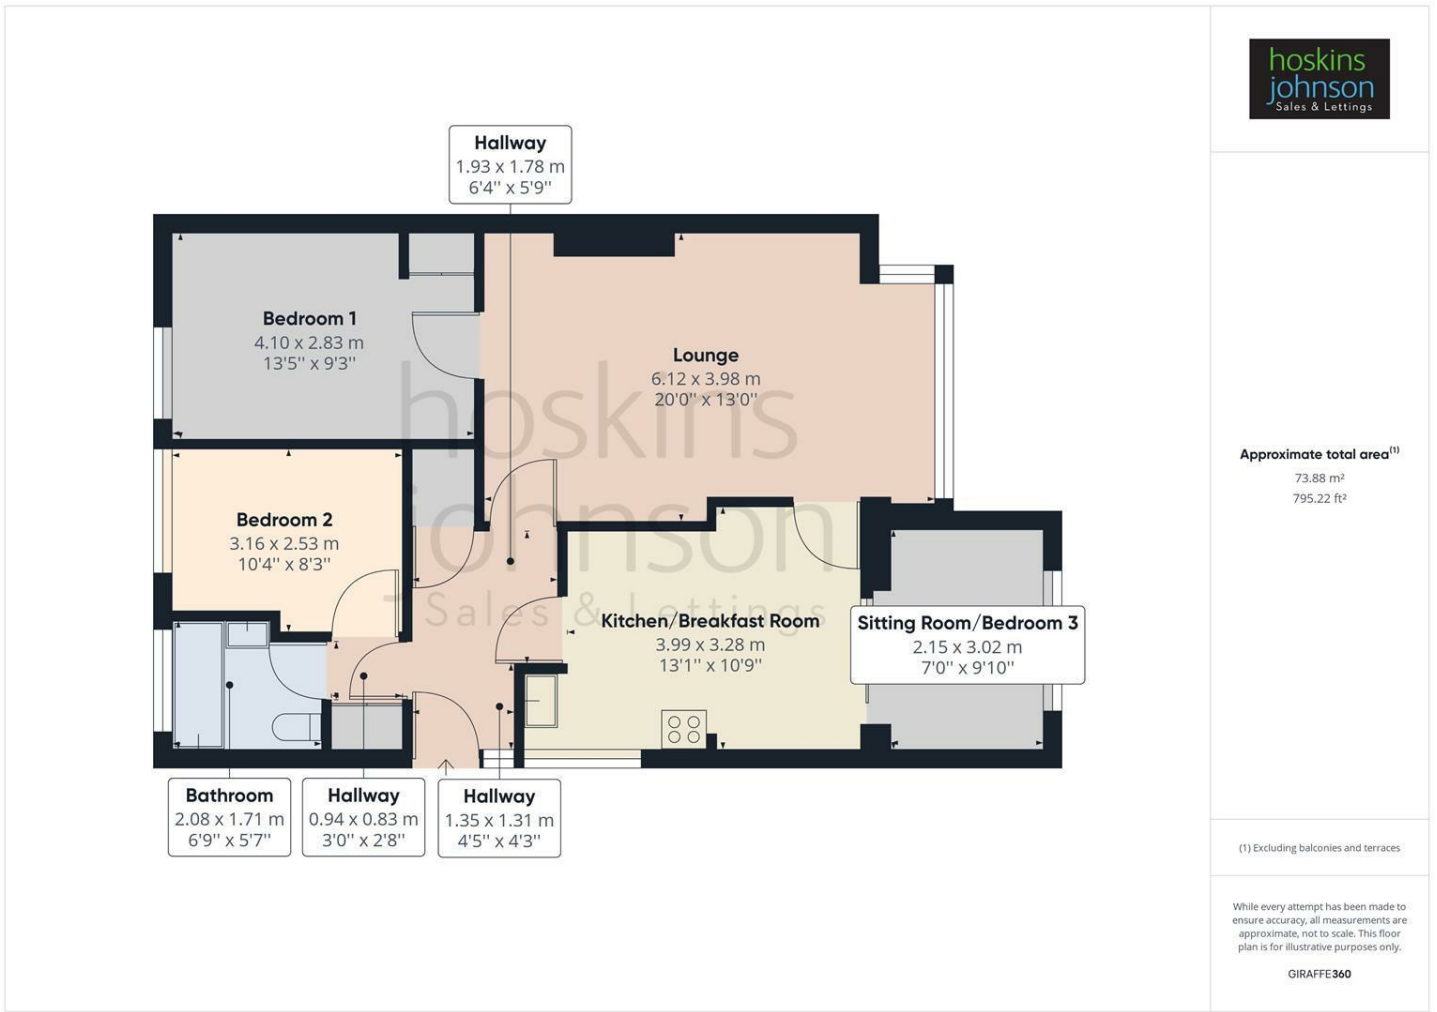 hoskins
johnson
Sales & Lettings
Hallway
1.93 x 1.78 m
6'4'' x 5'9''
Bedroom 1
4.10 x 2.83 m
13'5'' x 9'3''
Lounge
6.12 x 3.98 m
20'0'' x 13'0''
hoskins
johnson
Sales & Lettings
Bedroom 2
3.16 x 2.53 m
10'4'' x 8'3''
Kitchen/Breakfast Room
3.99 x 3.28 m
13'1'' x 10'9''
Sitting Room/Bedroom 3
2.15 x 3.02 m
7'0'' x 9'10''
Bathroom
2.08 x 1.71 m
6'9'' x 5'7''
Hallway
0.94 x 0.83 m
3'0'' x 2'8''
Hallway
1.35 x 1.31 m
4'5'' x 4'3''
Approximate total area(1)
73.88 m²
795.22 ft²
(1) Excluding balconies and terraces
While every attempt has been made to
ensure accuracy, all measurements are
approximate, not to scale. This floor
plan is for illustrative purposes only.
GIRAFFE360